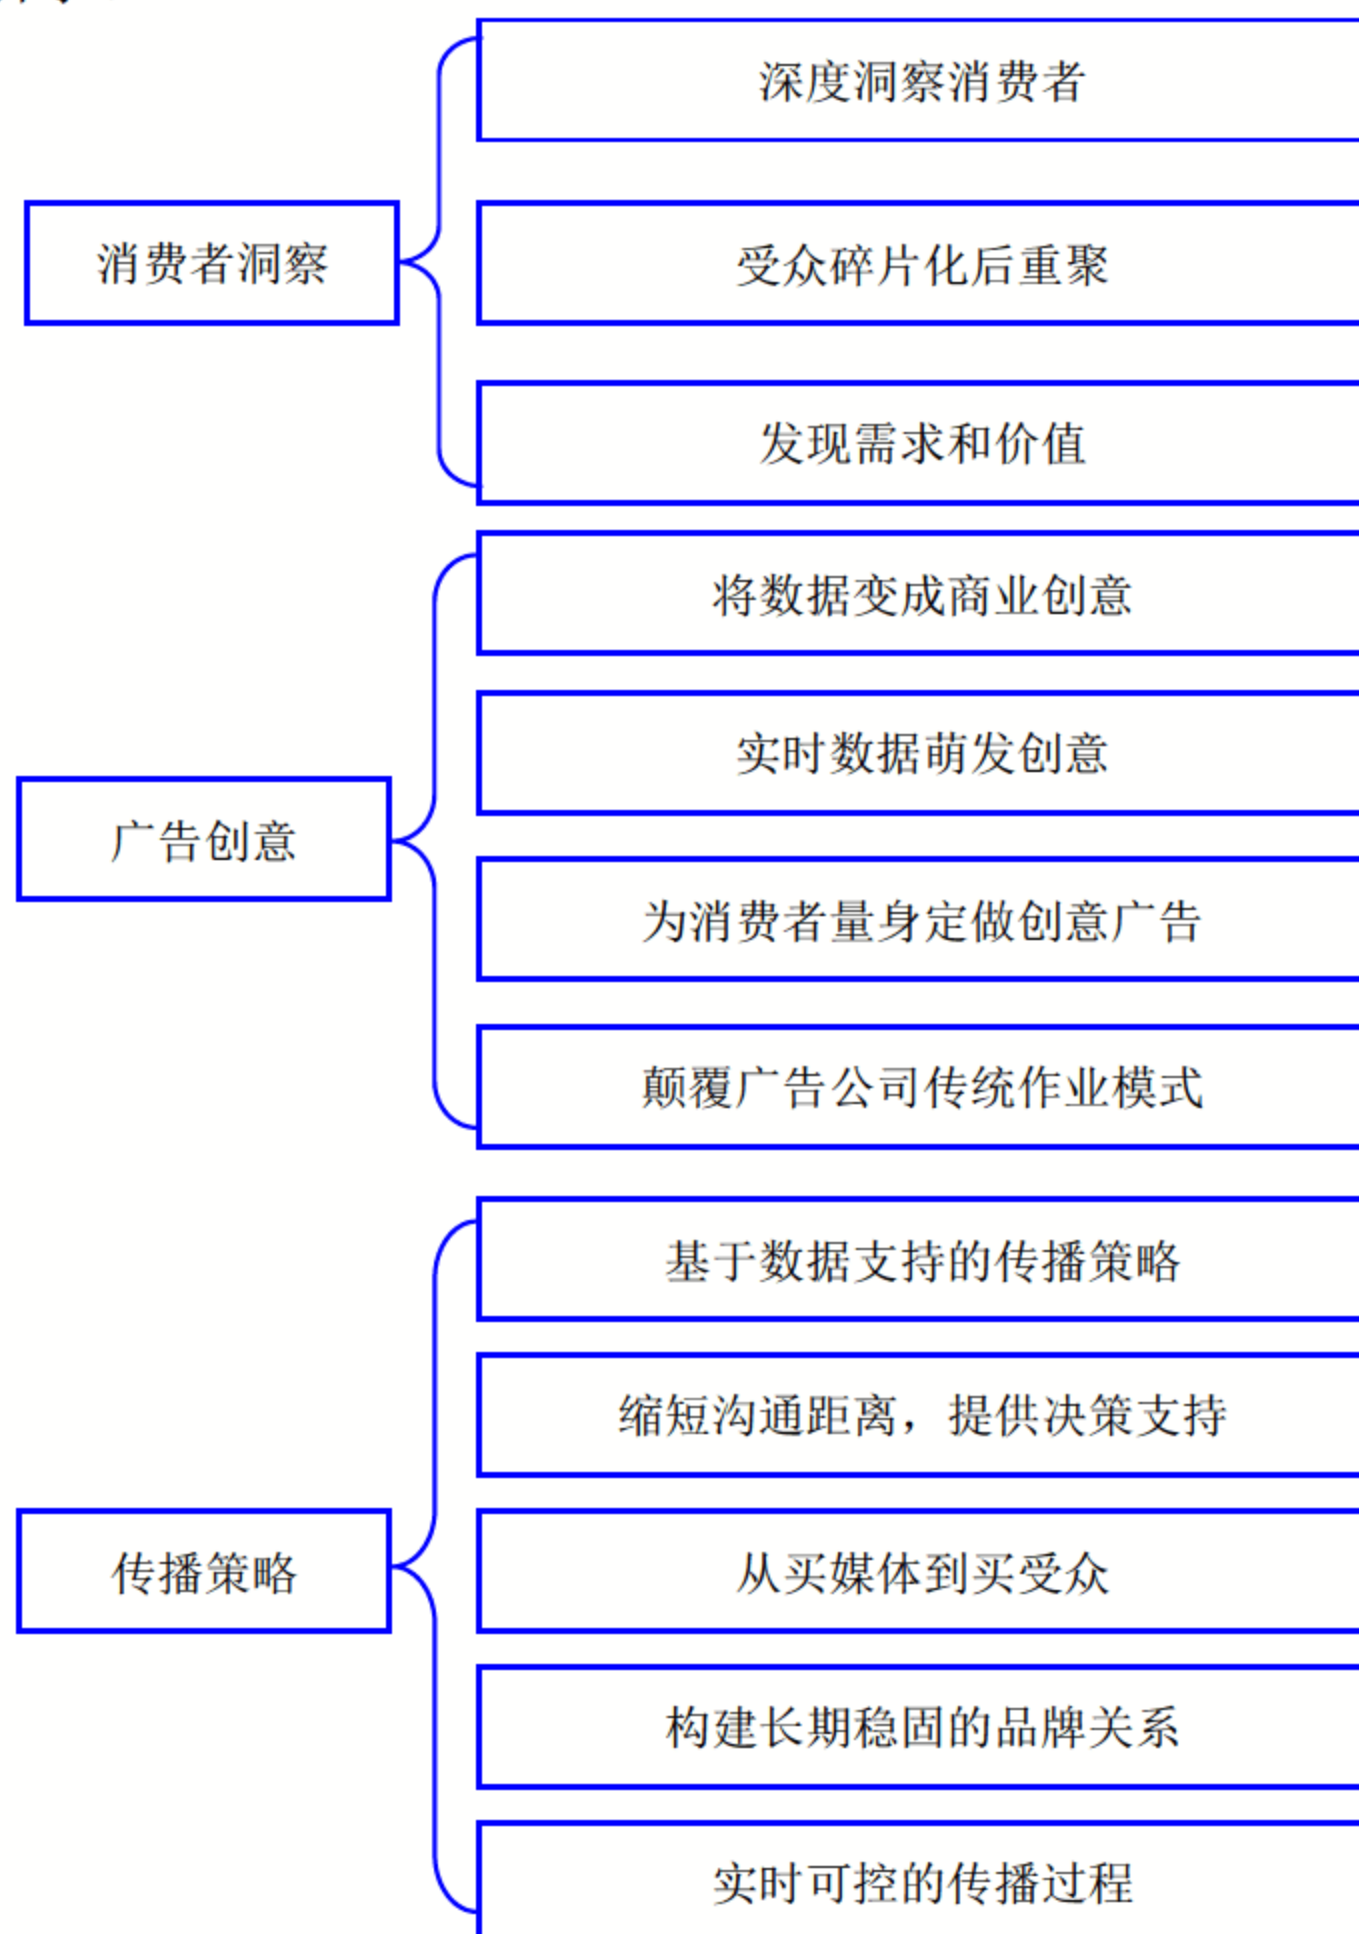 消费者洞察
深度洞察消费者
受众碎片化后重聚
发现需求和价值
广告创意
将数据变成商业创意
实时数据萌发创意
为消费者量身定做创意广告
颠覆广告公司传统作业模式
传播策略
基于数据支持的传播策略
缩短沟通距离，提供决策支持
从买媒体到买受众
构建长期稳固的品牌关系
实时可控的传播过程